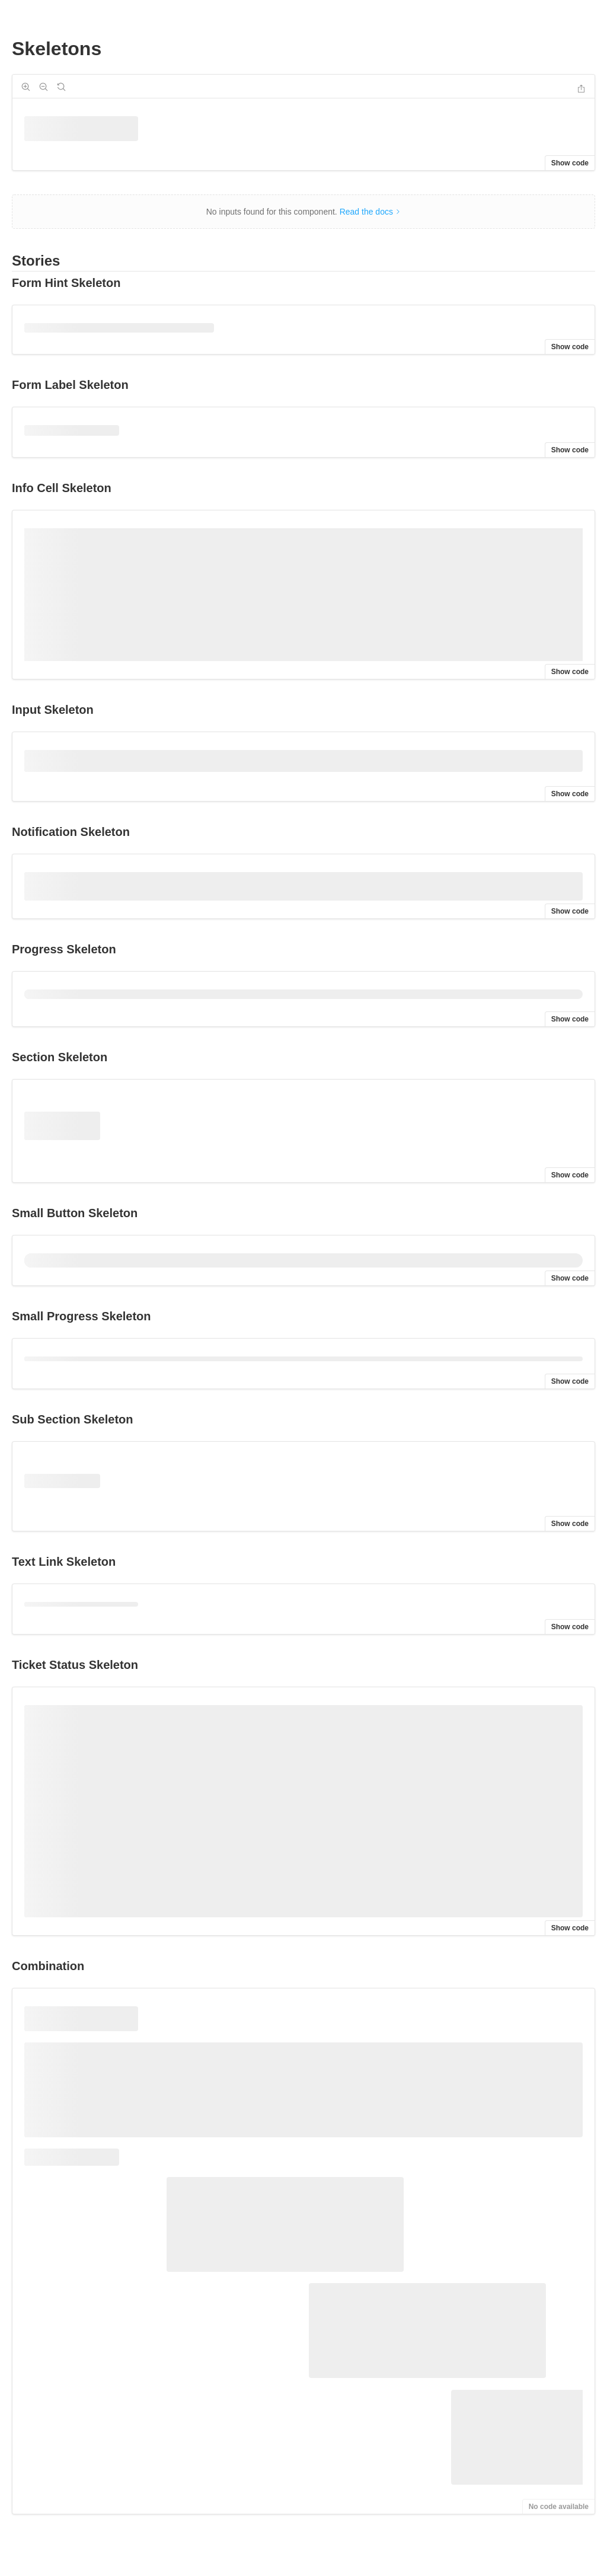 Skeletons
Show code
No inputs found for this component. Read the docs
Stories
Form Hint Skeleton
Show code
Form Label Skeleton
Show code
Info Cell Skeleton
Show code
Input Skeleton
Show code
Notification Skeleton
Show code
Progress Skeleton
Show code
Section Skeleton
Show code
Small Button Skeleton
Show code
Small Progress Skeleton
Show code
Sub Section Skeleton
Show code
Text Link Skeleton
Show code
Ticket Status Skeleton
Show code
Combination
No code available